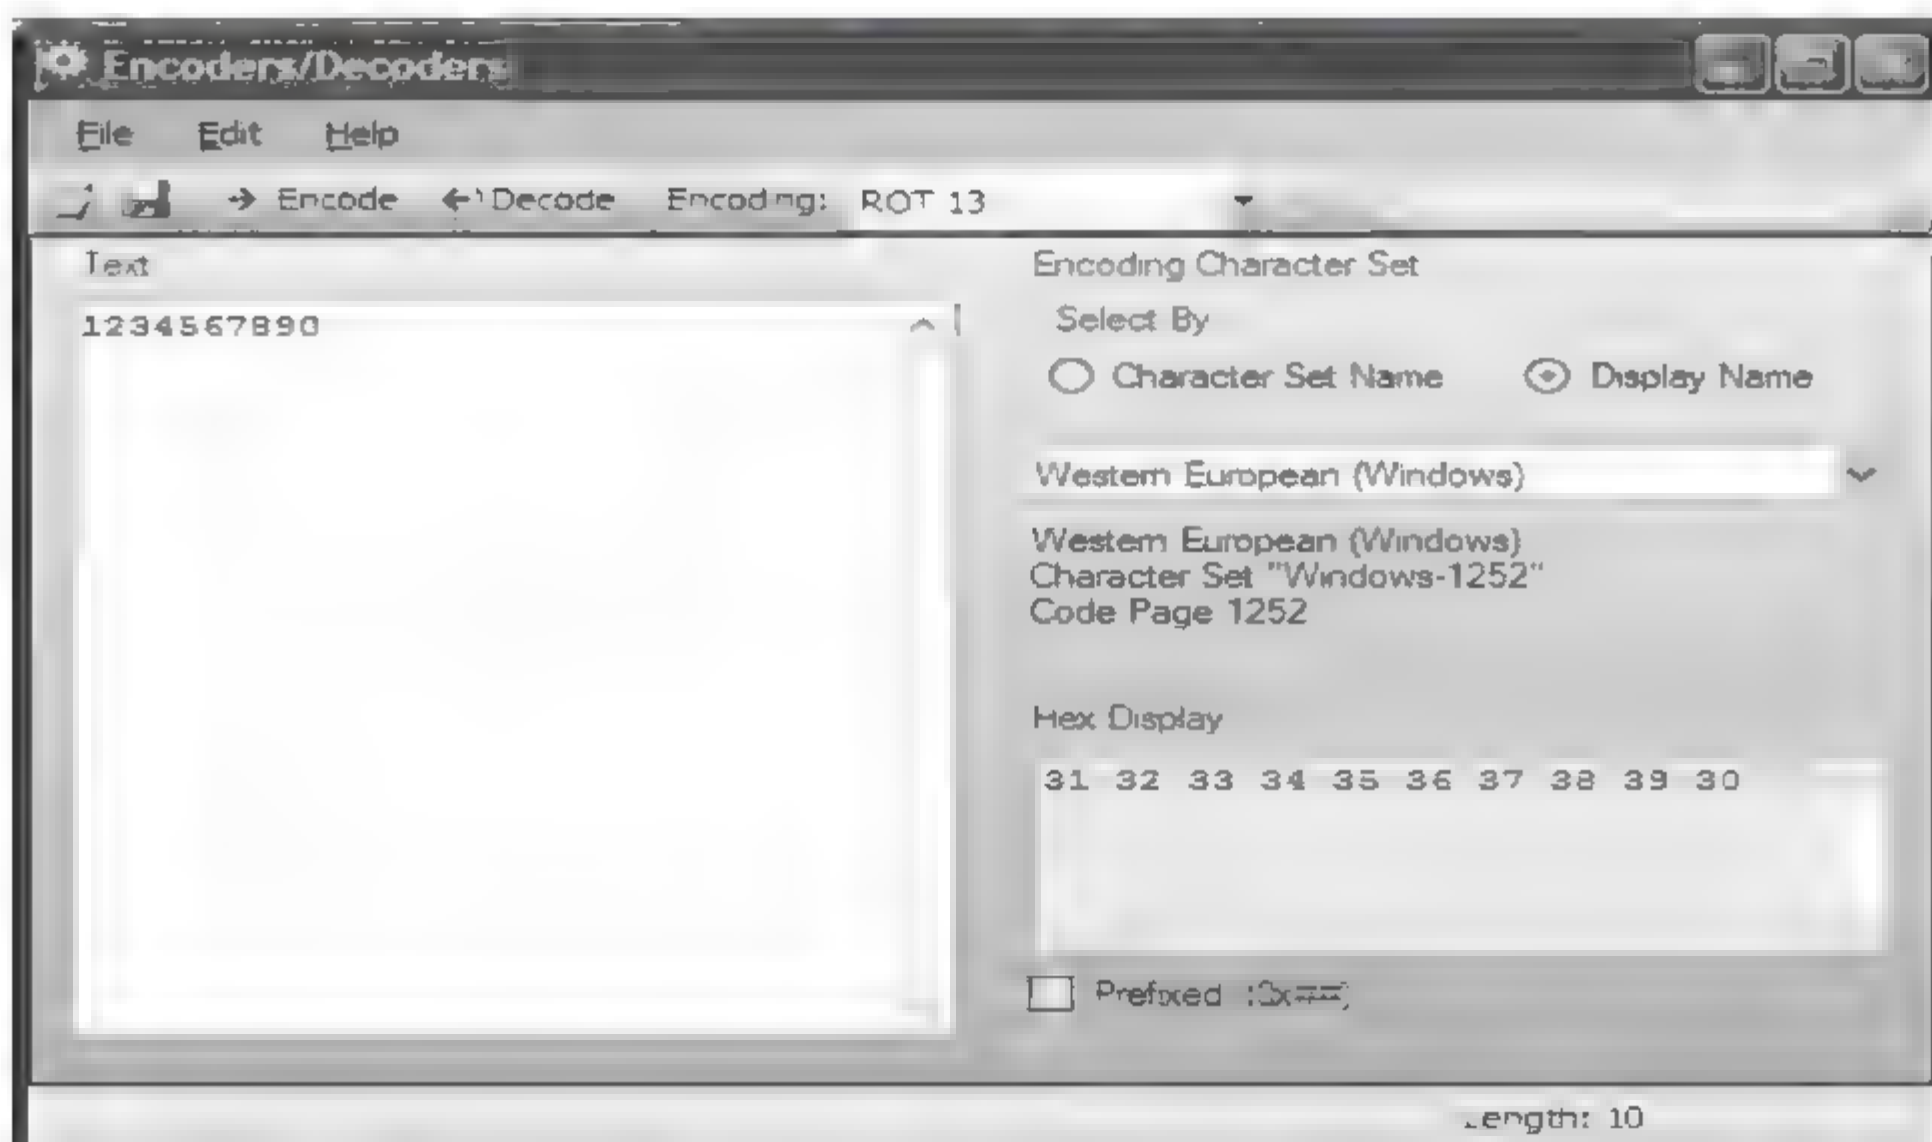 Encoders/Decoders
File Edit Help
Encode Decode Encoding: ROT 13
Text
1234567890
Encoding Character Set
Select By
Character Set Name Display Name
Western European (Windows)
Western European (Windows)
Character Set "Windows-1252"
Code Page 1252
Hex Display
31 32 33 34 35 36 37 38 39 30
Prefixed
Length: 10